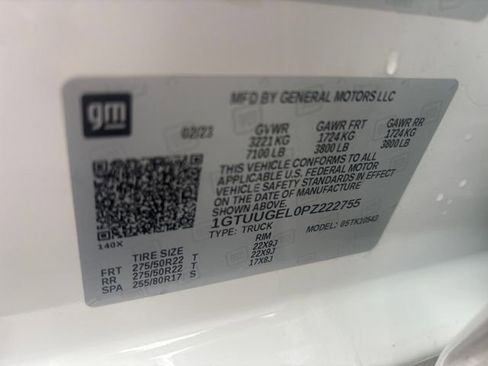 gm
MFD BY GENERAL MOTORS LLC
02/23 GVWR GAWR FRT GAWR RR
3221 KG 1724 KG 1724 KG
7100 LB 3800 LB 3800 LB
THIS VEHICLE CONFORMS TO ALL
APPLICABLE U.S. FEDERAL MOTOR
VEHICLE SAFETY STANDARDS IN EFFECT
ON THE DATE OF MANUFACTURE
SHOWN ABOVE.
1GTUUGEL0PZ222755
140X TYPE: TRUCK MODEL:
TIRE SIZE RIM
FRT 275/50R22 T 22X9J
RR 275/50R22 T 22X9J
SPA 255/80R17 S 17X8J